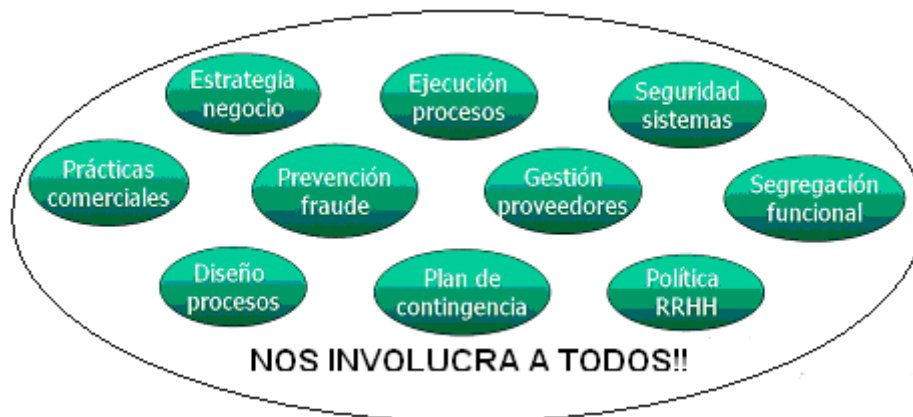 Estrategia
negocio
Ejecución
procesos
Seguridad
sistemas
Prácticas
comerciales
Prevención
fraude
Gestión
proveedores
Segregación
funcional
Diseño
procesos
Plan de
contingencia
Política
RRHH
NOS INVOLUCRA A TODOS!!